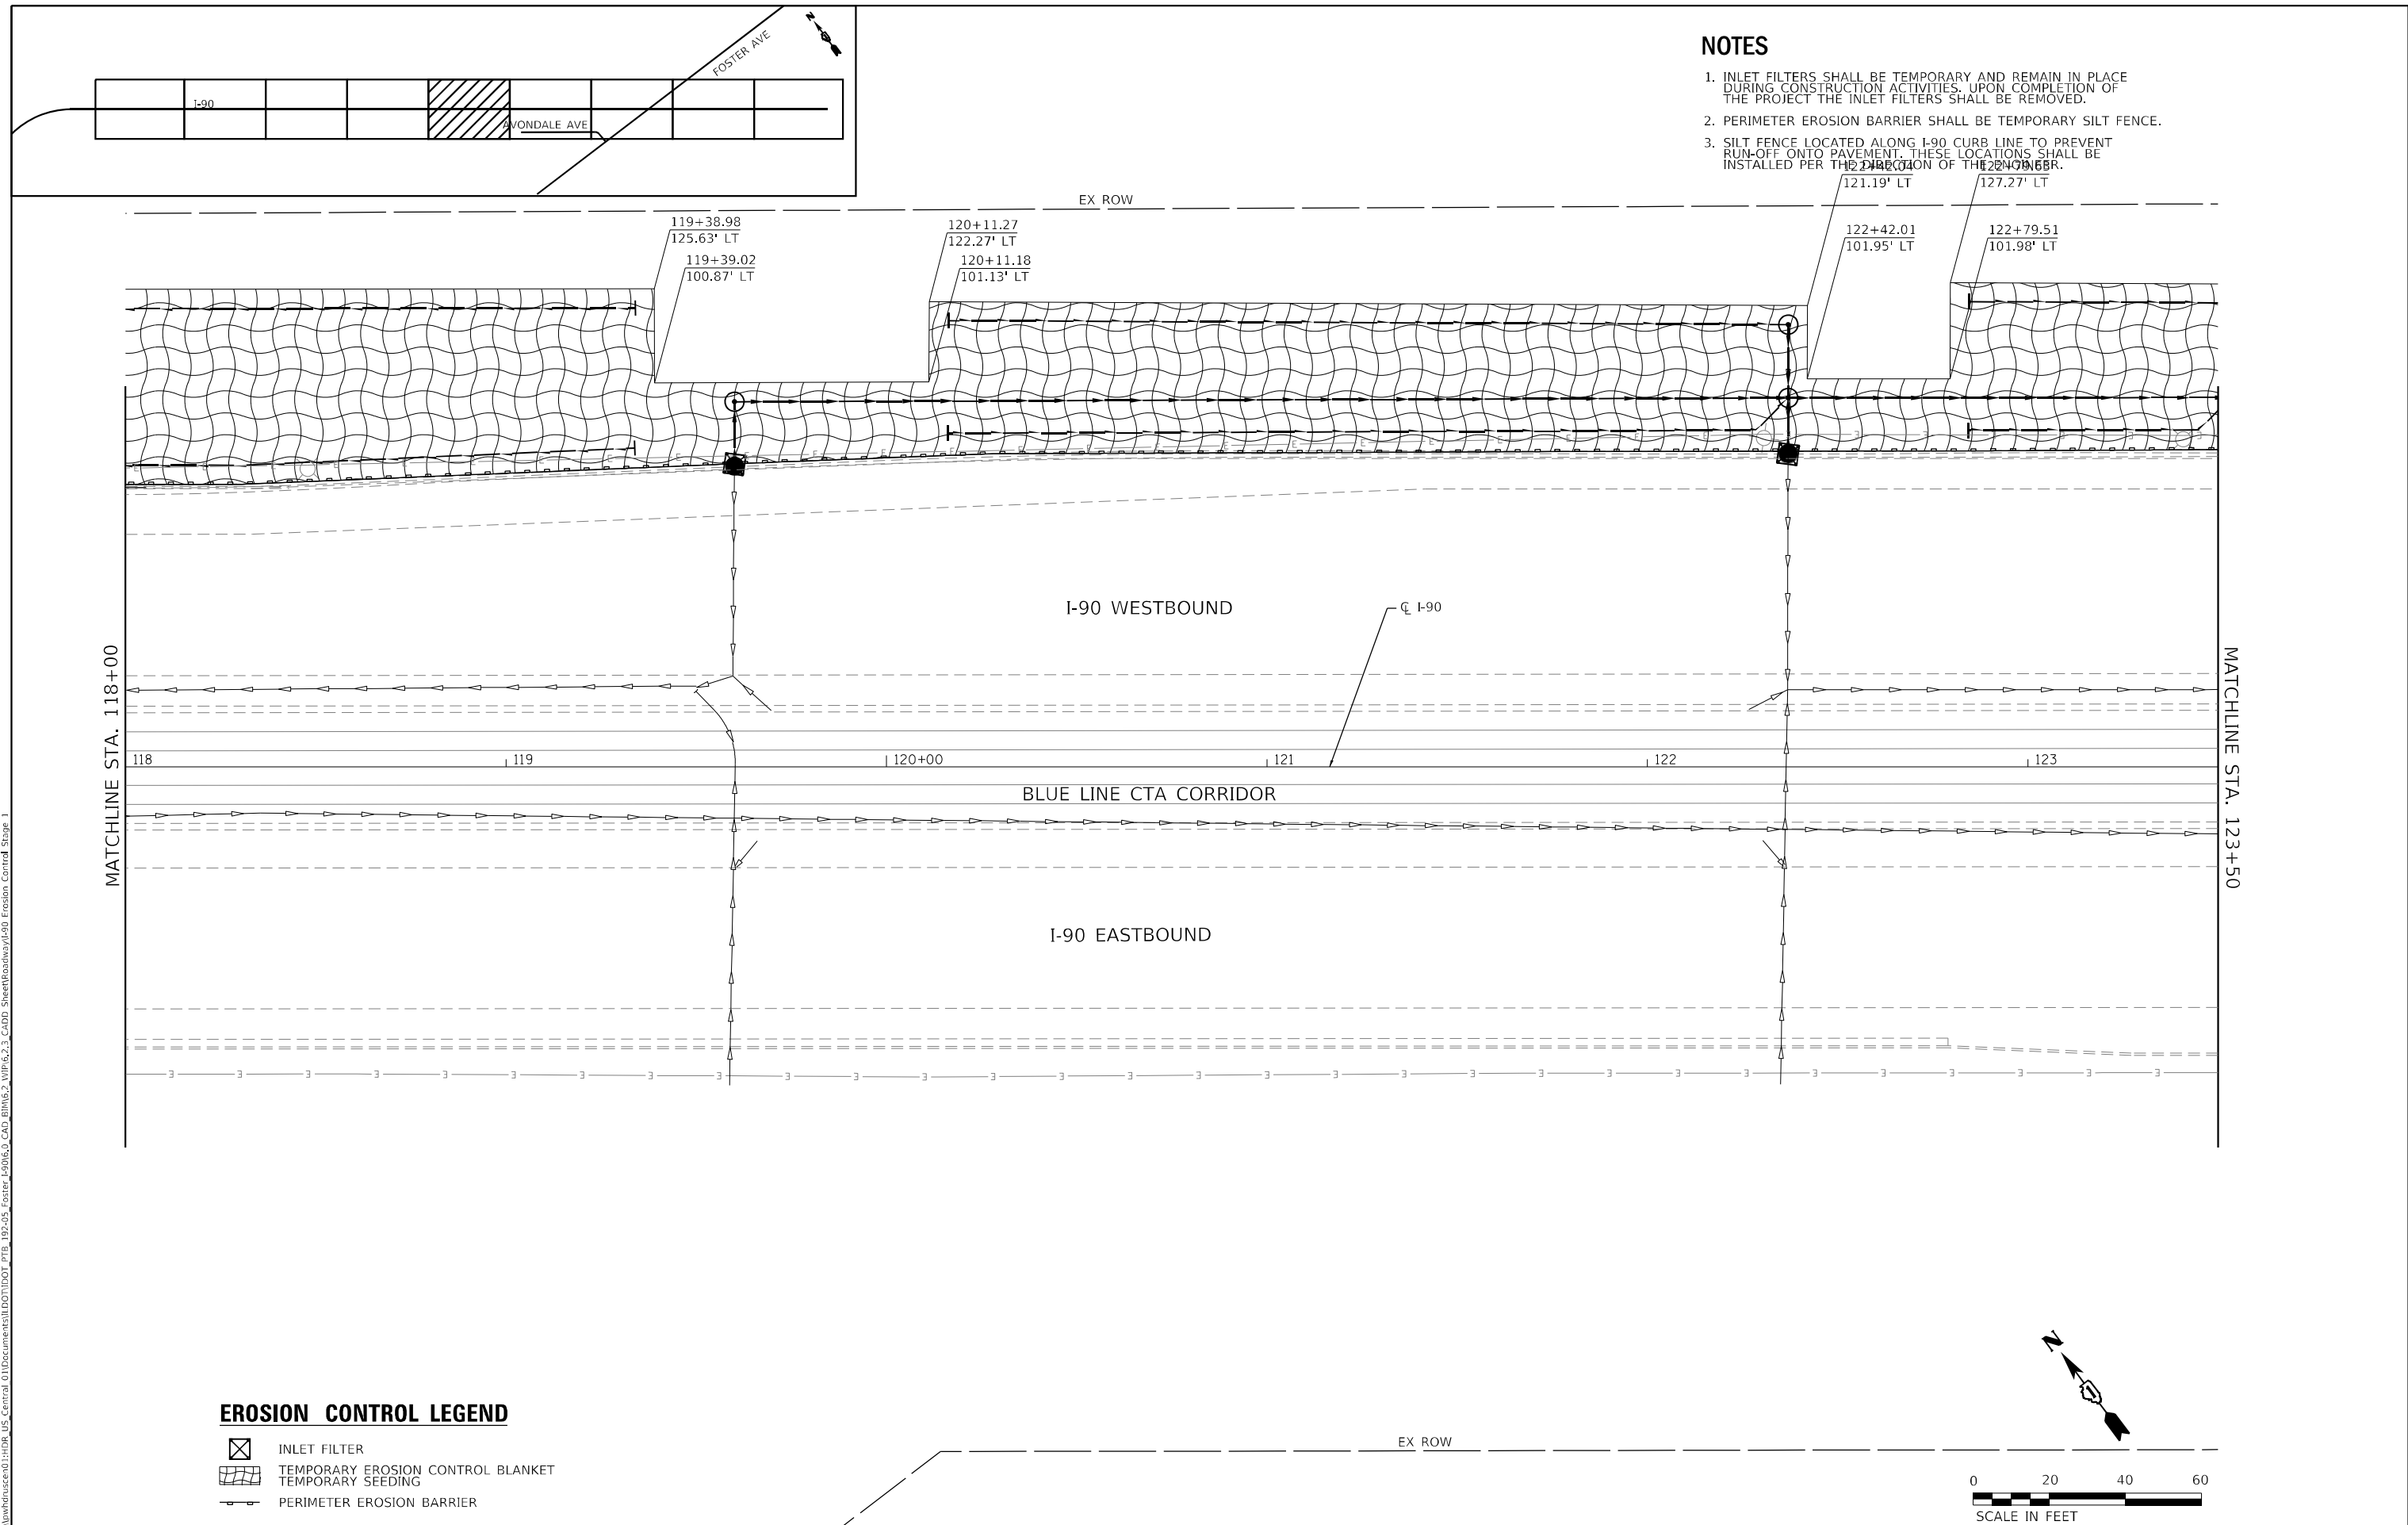 N
FOSTER AVE
I-90
AVONDALE AVE
NOTES
1. INLET FILTERS SHALL BE TEMPORARY AND REMAIN IN PLACE
DURING CONSTRUCTION ACTIVITIES. UPON COMPLETION OF
THE PROJECT THE INLET FILTERS SHALL BE REMOVED.
2. PERIMETER EROSION BARRIER SHALL BE TEMPORARY SILT FENCE.
3. SILT FENCE LOCATED ALONG I-90 CURB LINE TO PREVENT
RUN-OFF ONTO PAVEMENT. THESE LOCATIONS SHALL BE
INSTALLED PER THE DIRECTION OF THE ENGINEER.
121.19' LT
127.27' LT
EX ROW
119+38.98
125.63' LT
119+39.02
100.87' LT
120+11.27
122.27' LT
120+11.18
101.13' LT
122+42.01
101.95' LT
122+79.51
101.98' LT
I-90 WESTBOUND
℄ I-90
MATCHLINE STA. 118+00
MATCHLINE STA. 123+50
118
119
120+00
121
122
123
BLUE LINE CTA CORRIDOR
I-90 EASTBOUND
EROSION CONTROL LEGEND
INLET FILTER
TEMPORARY EROSION CONTROL BLANKET
TEMPORARY SEEDING
PERIMETER EROSION BARRIER
EX ROW
N
0 20 40 60
SCALE IN FEET